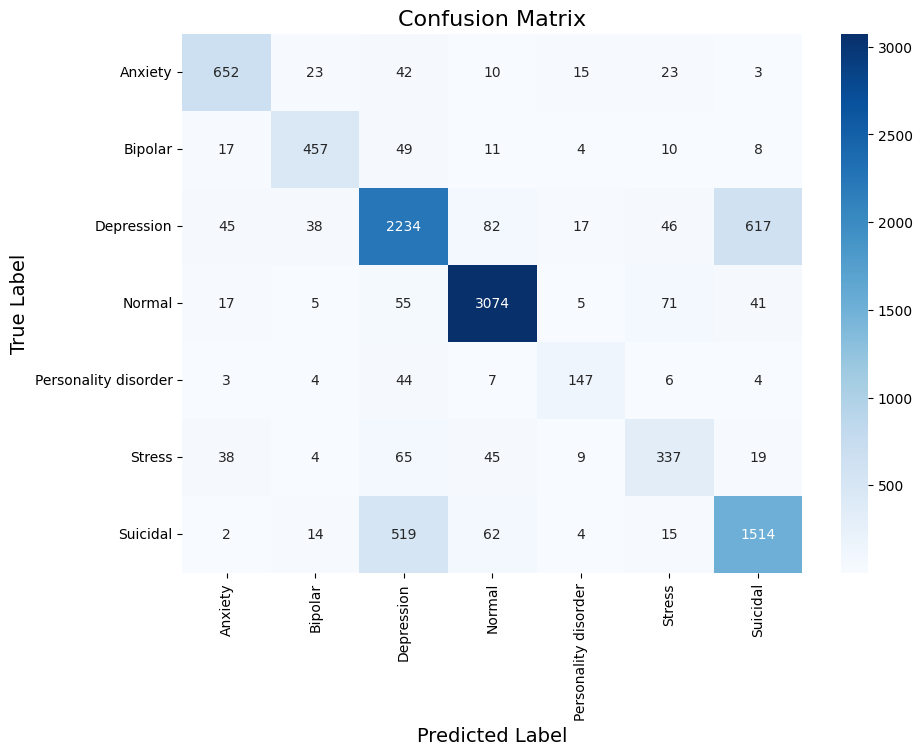 Confusion Matrix
True Label
Anxiety 652 23 42 10 15 23 3
Bipolar 17 457 49 11 4 10 8
Depression 45 38 2234 82 17 46 617
Normal 17 5 55 3074 5 71 41
Personality disorder 3 4 44 7 147 6 4
Stress 38 4 65 45 9 337 19
Suicidal 2 14 519 62 4 15 1514
Anxiety
Bipolar
Depression
Normal
Personality disorder
Stress
Suicidal
Predicted Label
3000
2500
2000
1500
1000
500